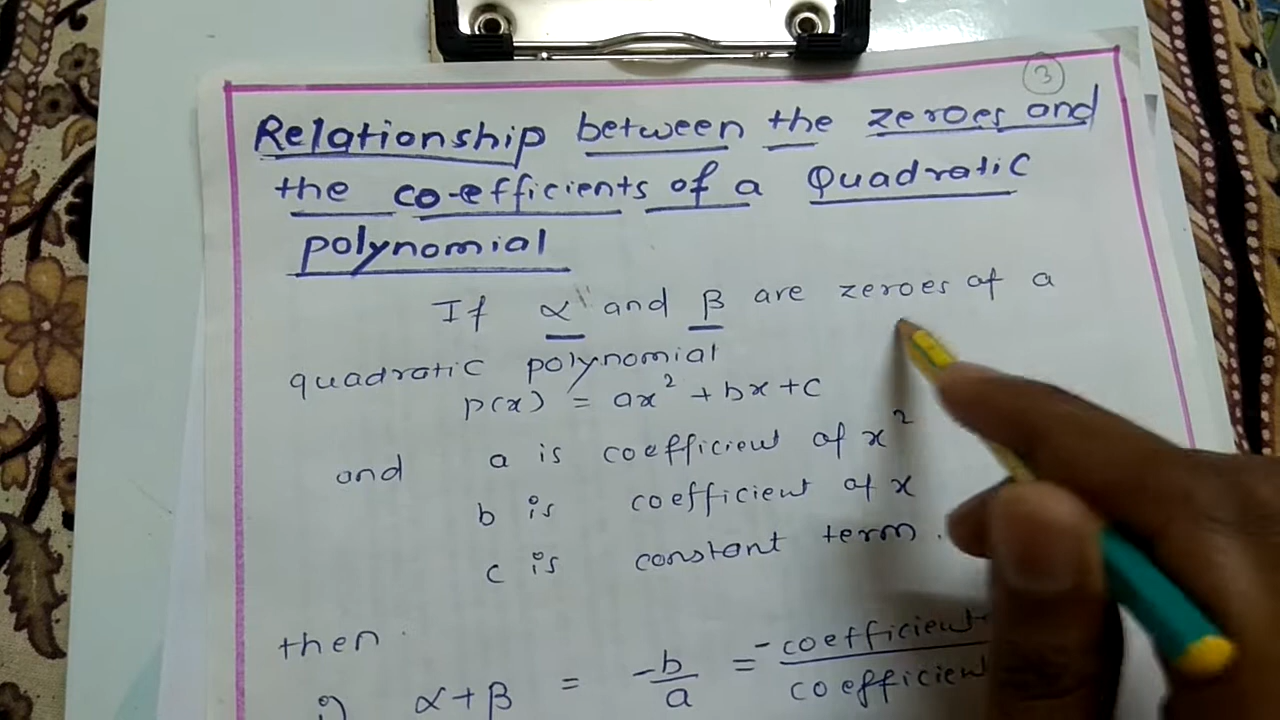 3
Relationship between the zeroes and
the co-efficients of a Quadratic
polynomial
If α and β are zeroes of a
quadratic polynomial
p(x) = ax² + bx + c
and a is coefficient of x²
b is coefficient of x
c is constant term.
then
i) α+β = -b/a = -coefficient / coefficient